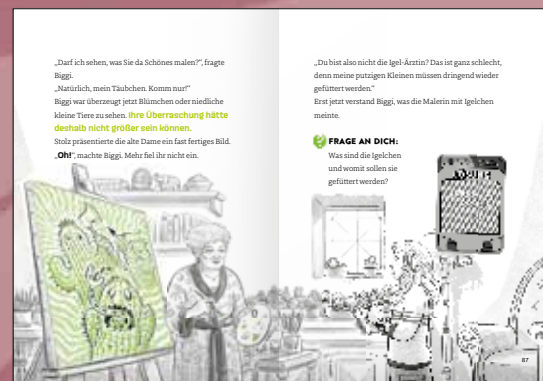 „Darf ich sehen, was Sie da Schönes malen?“, fragte
Biggi.
„Natürlich, mein Täubchen. Komm nur!“
Biggi war überzeugt jetzt Blümchen oder niedliche
kleine Tiere zu sehen. Ihre Überraschung hätte
deshalb nicht größer sein können.
Stolz präsentierte die alte Dame ein fast fertiges Bild.
„Oh!“, machte Biggi. Mehr fiel ihr nicht ein.
„Du bist also nicht die Igel-Ärztin? Das ist ganz schlecht,
denn meine putzigen Kleinen müssen dringend wieder
gefüttert werden.“
Erst jetzt verstand Biggi, was die Malerin mit Igelchen
meinte.
FRAGE AN DICH:
Was sind die Igelchen
und womit sollen sie
gefüttert werden?
87